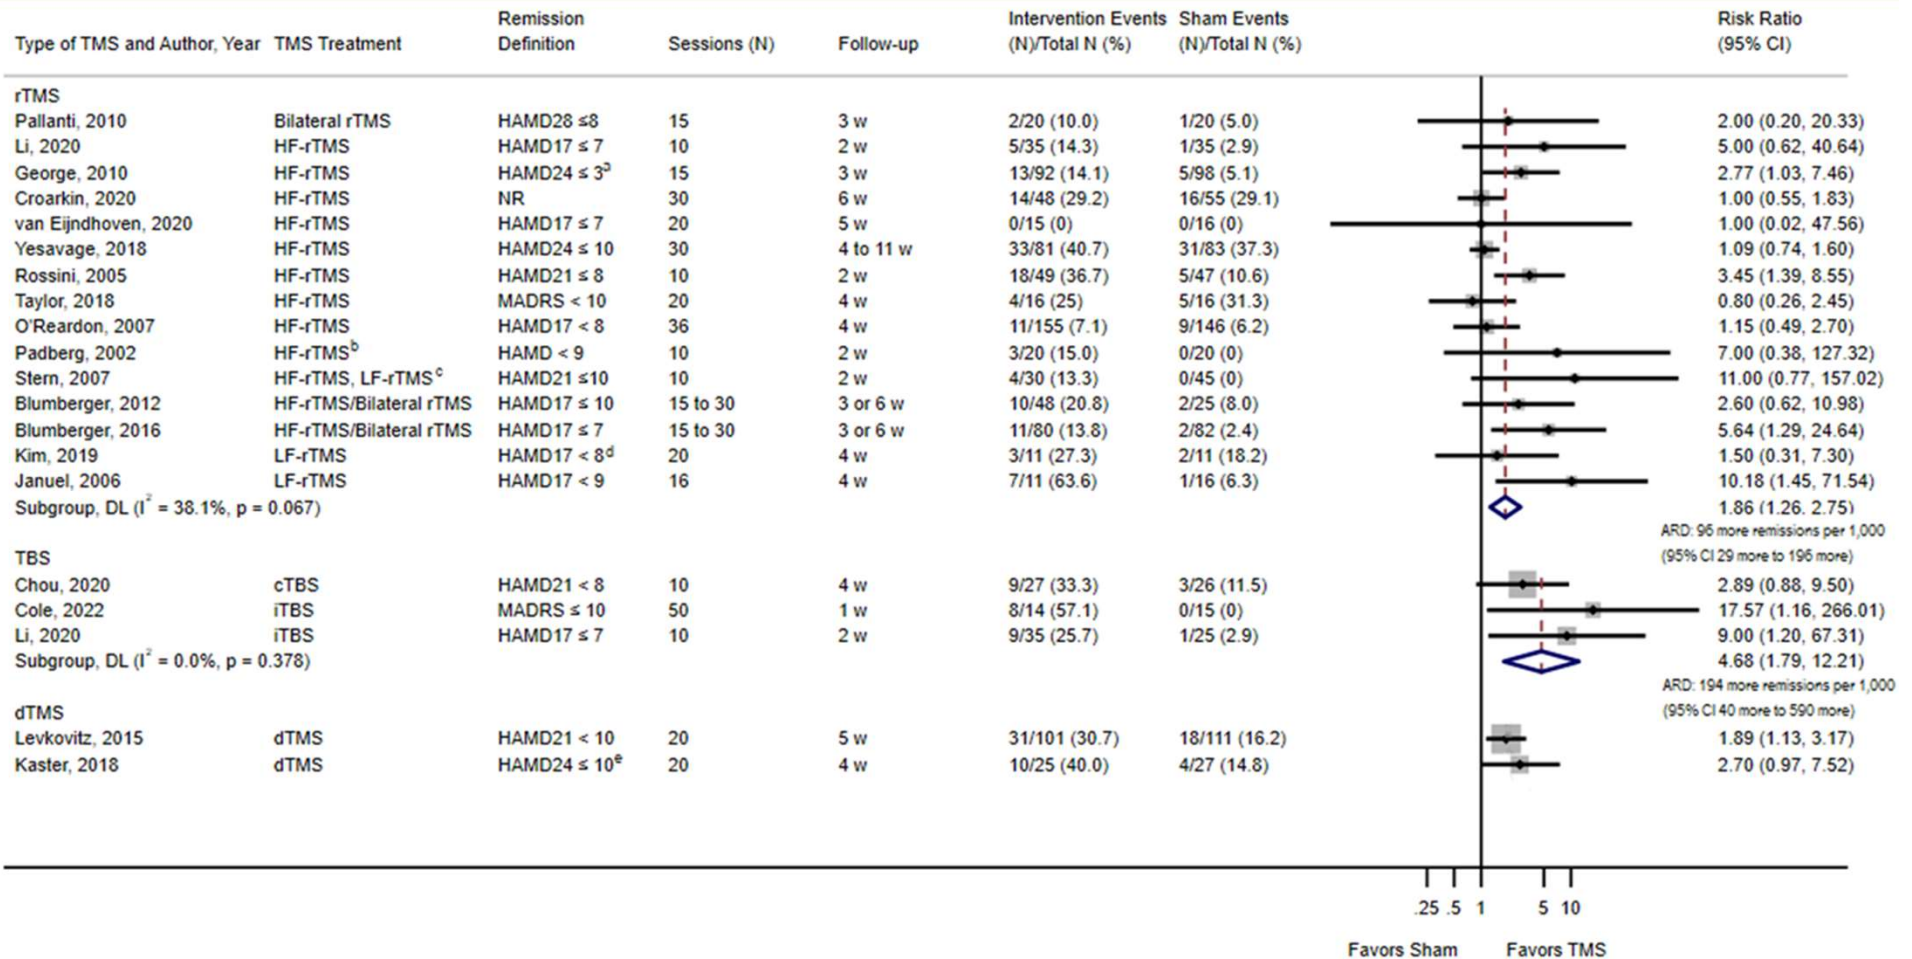 Remission Intervention Events Sham Events Risk Ratio
Type of TMS and Author, Year TMS Treatment Definition Sessions (N) Follow-up (N)/Total N (%) (N)/Total N (%) (95% CI)
rTMS
Pallanti, 2010 Bilateral rTMS HAMD28 ≤8 15 3 w 2/20 (10.0) 1/20 (5.0) 2.00 (0.20, 20.33)
Li, 2020 HF-rTMS HAMD17 ≤ 7 10 2 w 5/35 (14.3) 1/35 (2.9) 5.00 (0.62, 40.64)
George, 2010 HF-rTMS HAMD24 ≤ 3a 15 3 w 13/92 (14.1) 5/98 (5.1) 2.77 (1.03, 7.46)
Croarkin, 2020 HF-rTMS NR 30 6 w 14/48 (29.2) 16/55 (29.1) 1.00 (0.55, 1.83)
van Eijndhoven, 2020 HF-rTMS HAMD17 ≤ 7 20 5 w 0/15 (0) 0/16 (0) 1.00 (0.02, 47.56)
Yesavage, 2018 HF-rTMS HAMD24 ≤ 10 30 4 to 11 w 33/81 (40.7) 31/83 (37.3) 1.09 (0.74, 1.60)
Rossini, 2005 HF-rTMS HAMD21 ≤ 8 10 2 w 18/49 (36.7) 5/47 (10.6) 3.45 (1.39, 8.55)
Taylor, 2018 HF-rTMS MADRS < 10 20 4 w 4/16 (25) 5/16 (31.3) 0.80 (0.26, 2.45)
O'Reardon, 2007 HF-rTMS HAMD17 < 8 36 4 w 11/155 (7.1) 9/146 (6.2) 1.15 (0.49, 2.70)
Padberg, 2002 HF-rTMSb HAMD < 9 10 2 w 3/20 (15.0) 0/20 (0) 7.00 (0.38, 127.32)
Stern, 2007 HF-rTMS, LF-rTMSc HAMD21 ≤10 10 2 w 4/30 (13.3) 0/45 (0) 11.00 (0.77, 157.02)
Blumberger, 2012 HF-rTMS/Bilateral rTMS HAMD17 ≤ 10 15 to 30 3 or 6 w 10/48 (20.8) 2/25 (8.0) 2.60 (0.62, 10.98)
Blumberger, 2016 HF-rTMS/Bilateral rTMS HAMD17 ≤ 7 15 to 30 3 or 6 w 11/80 (13.8) 2/82 (2.4) 5.64 (1.29, 24.64)
Kim, 2019 LF-rTMS HAMD17 < 8d 20 4 w 3/11 (27.3) 2/11 (18.2) 1.50 (0.31, 7.30)
Januel, 2006 LF-rTMS HAMD17 < 9 16 4 w 7/11 (63.6) 1/16 (6.3) 10.18 (1.45, 71.54)
Subgroup, DL (I² = 38.1%, p = 0.067) 1.86 (1.26, 2.75)
ARD: 96 more remissions per 1,000
(95% CI 29 more to 196 more)
TBS
Chou, 2020 cTBS HAMD21 < 8 10 4 w 9/27 (33.3) 3/26 (11.5) 2.89 (0.88, 9.50)
Cole, 2022 iTBS MADRS ≤ 10 50 1 w 8/14 (57.1) 0/15 (0) 17.57 (1.16, 266.01)
Li, 2020 iTBS HAMD17 ≤ 7 10 2 w 9/35 (25.7) 1/25 (2.9) 9.00 (1.20, 67.31)
Subgroup, DL (I² = 0.0%, p = 0.378) 4.68 (1.79, 12.21)
ARD: 194 more remissions per 1,000
(95% CI 40 more to 590 more)
dTMS
Levkovitz, 2015 dTMS HAMD21 < 10 20 5 w 31/101 (30.7) 18/111 (16.2) 1.89 (1.13, 3.17)
Kaster, 2018 dTMS HAMD24 ≤ 10e 20 4 w 10/25 (40.0) 4/27 (14.8) 2.70 (0.97, 7.52)
.25 .5 1 5 10
Favors Sham Favors TMS